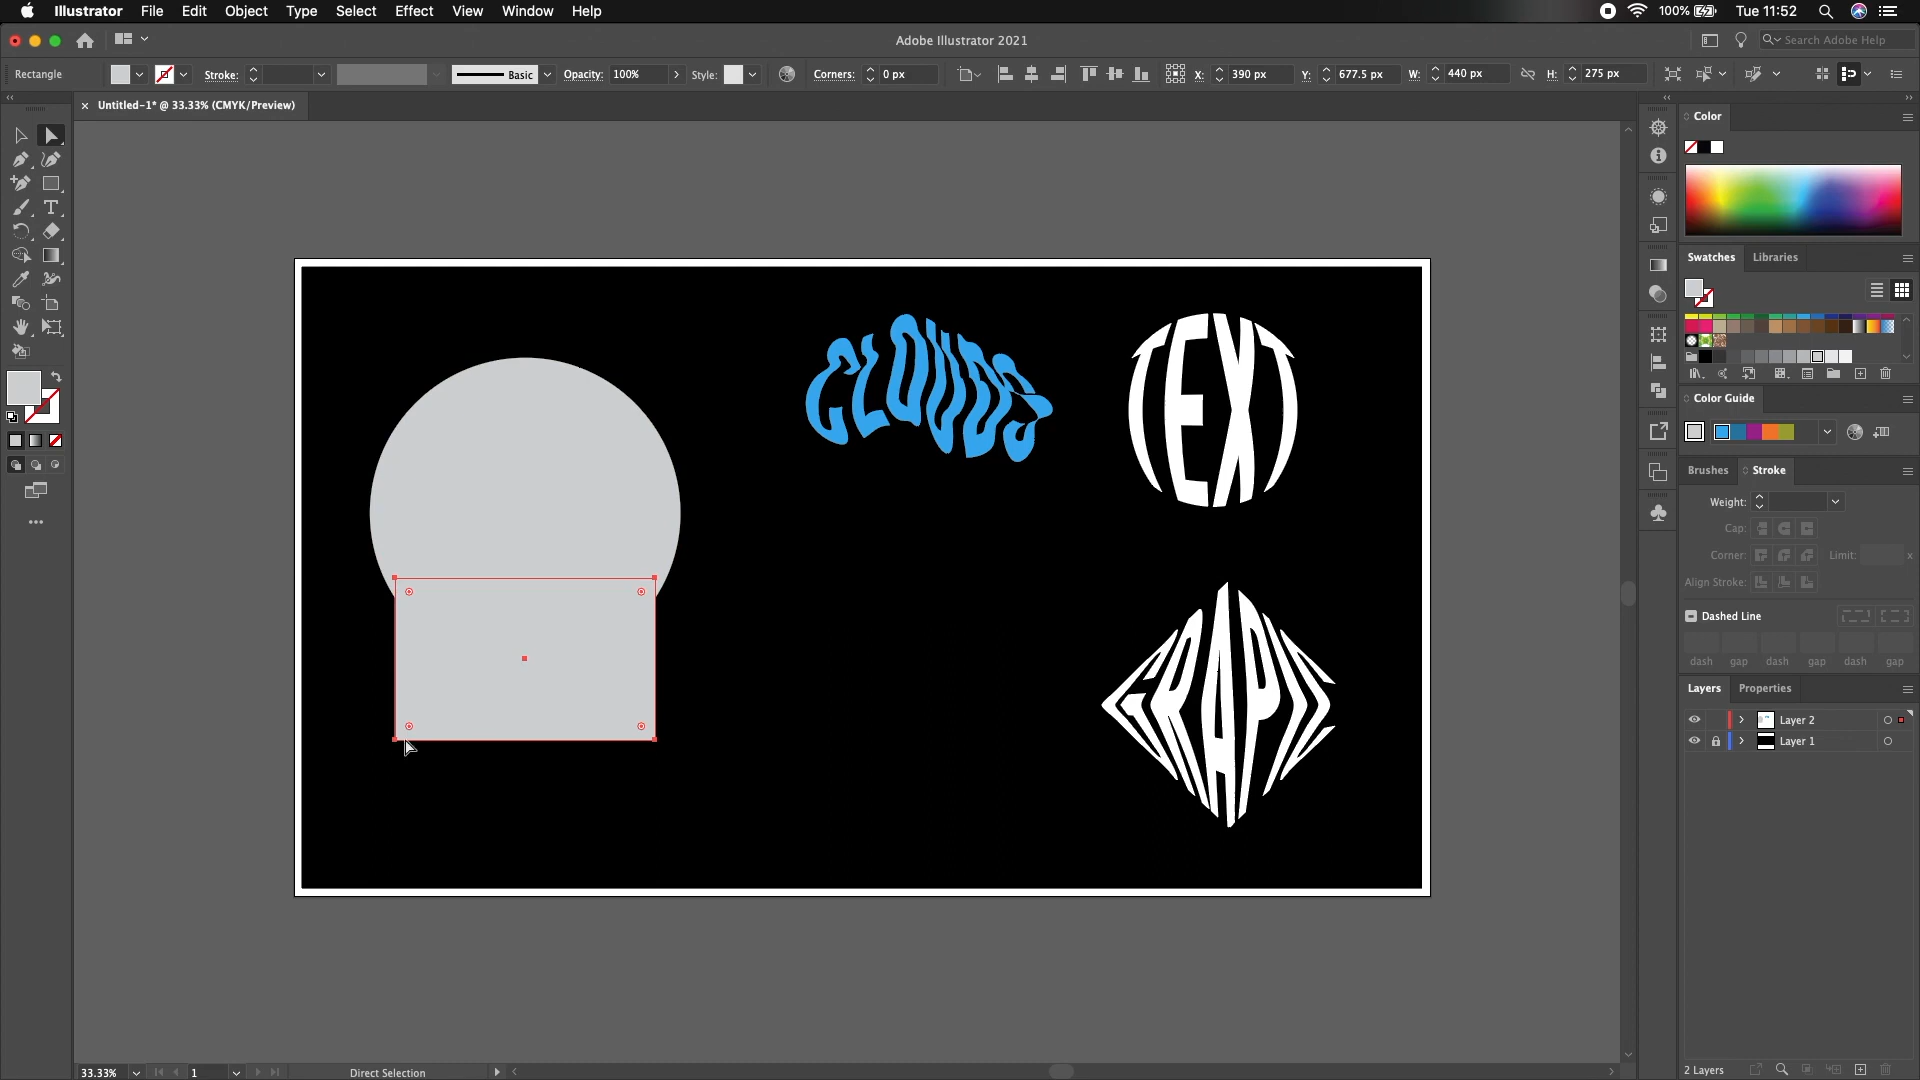 Illustrator File Edit Object Type Select Effect View Window Help
100% Tue 11:52
Adobe Illustrator 2021
Search Adobe Help
Rectangle Stroke: Basic Opacity: 100% Style: Corners: 0 px X: 390 px Y: 677.5 px W: 440 px H: 275 px
Untitled-1* @ 33.33% (CMYK/Preview)
Color
Swatches Libraries
Color Guide
Brushes Stroke
Weight:
Cap:
Corner: Limit: x
Align Stroke:
Dashed Line
dash gap dash gap dash gap
Layers Properties
Layer 2
Layer 1
CLOUDS
TEXT
2 Layers
33.33% 1 Direct Selection